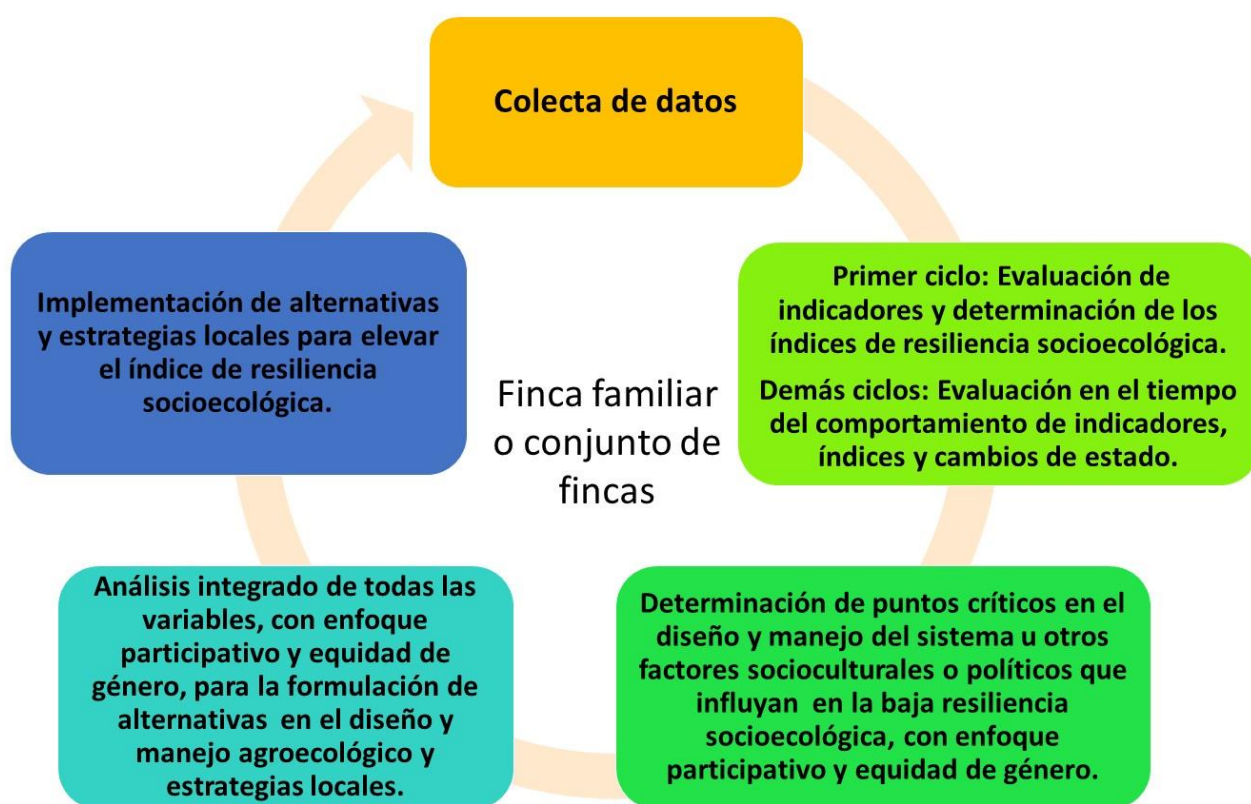 Colecta de datos
Primer ciclo: Evaluación de
indicadores y determinación de los
índices de resiliencia socioecológica.
Demás ciclos: Evaluación en el tiempo
del comportamiento de indicadores,
índices y cambios de estado.
Determinación de puntos críticos en el
diseño y manejo del sistema u otros
factores socioculturales o políticos que
influyan en la baja resiliencia
socioecológica, con enfoque
participativo y equidad de género.
Análisis integrado de todas las
variables, con enfoque
participativo y equidad de
género, para la formulación de
alternativas en el diseño y
manejo agroecológico y
estrategias locales.
Implementación de alternativas
y estrategias locales para elevar
el índice de resiliencia
socioecológica.
Finca familiar
o conjunto de
fincas